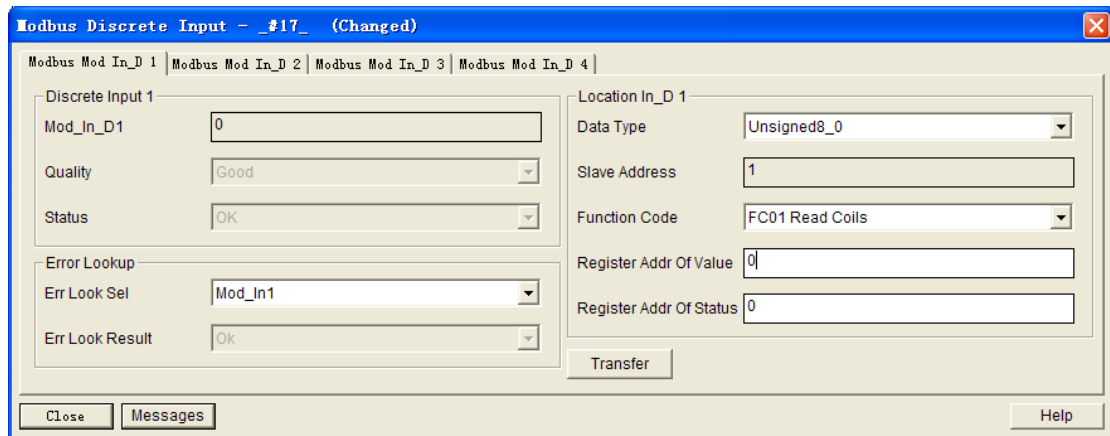 Modbus Discrete Input - _#17_ (Changed)
Modbus Mod In_D 1 Modbus Mod In_D 2 Modbus Mod In_D 3 Modbus Mod In_D 4
Discrete Input 1
Mod_In_D1 0
Quality Good
Status OK
Error Lookup
Err Look Sel Mod_In1
Err Look Result Ok
Location In_D 1
Data Type Unsigned8_0
Slave Address 1
Function Code FC01 Read Coils
Register Addr Of Value 0
Register Addr Of Status 0
Transfer
Close Messages Help